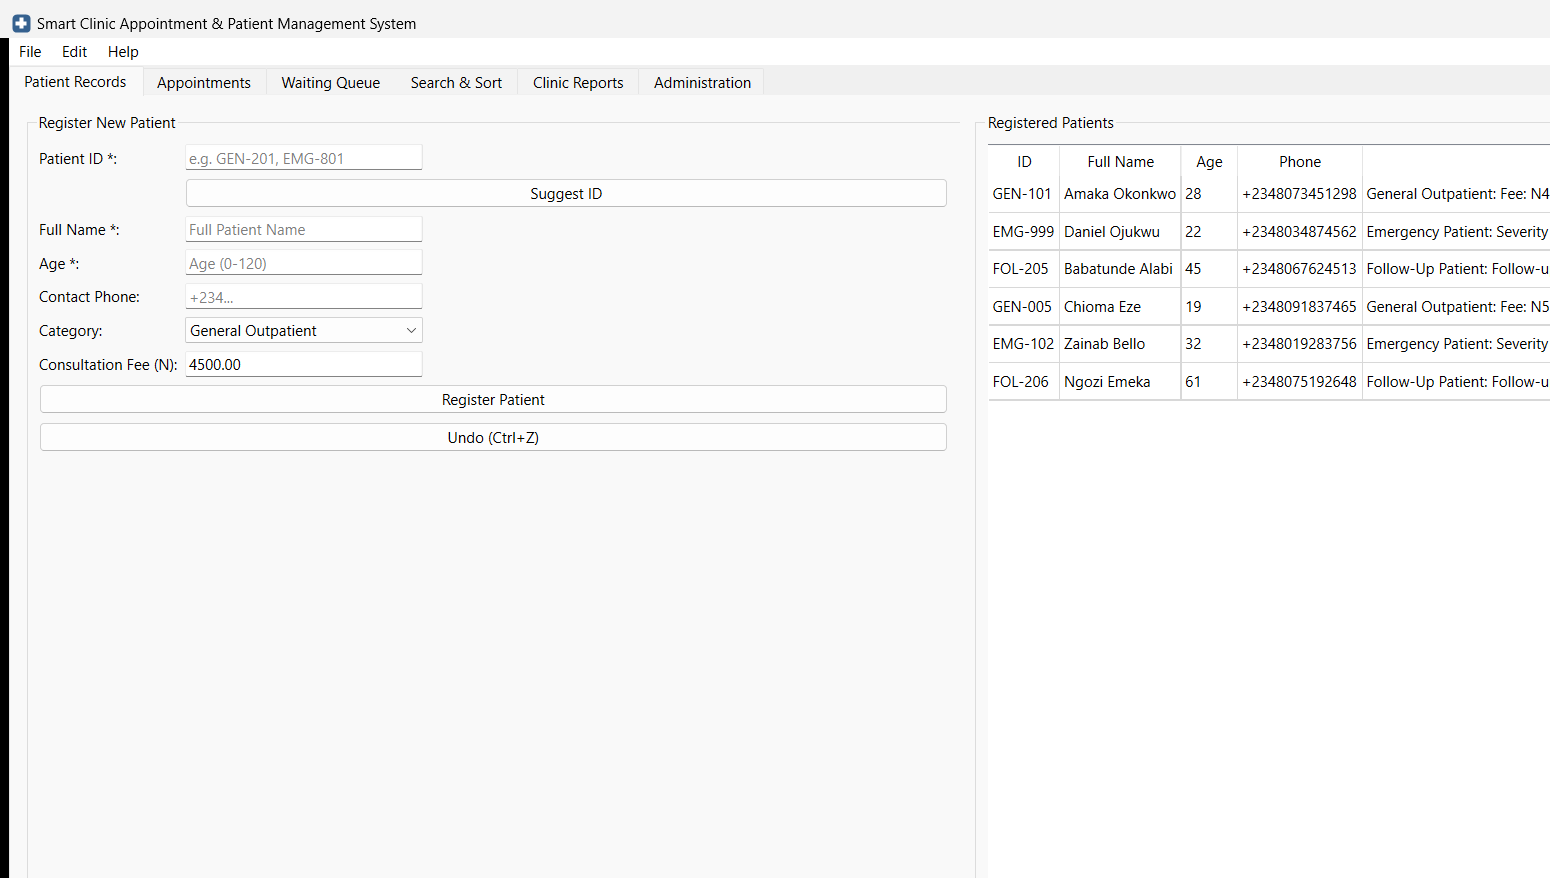 Smart Clinic Appointment & Patient Management System
File Edit Help
Patient Records Appointments Waiting Queue Search & Sort Clinic Reports Administration
Register New Patient
Patient ID *: e.g. GEN-201, EMG-801
Suggest ID
Full Name *: Full Patient Name
Age *: Age (0-120)
Contact Phone: +234...
Category: General Outpatient
Consultation Fee (N): 4500.00
Register Patient
Undo (Ctrl+Z)
Registered Patients
ID Full Name Age Phone
GEN-101 Amaka Okonkwo 28 +2348073451298 General Outpatient: Fee: N4
EMG-999 Daniel Ojukwu 22 +2348034874562 Emergency Patient: Severity
FOL-205 Babatunde Alabi 45 +2348067624513 Follow-Up Patient: Follow-u
GEN-005 Chioma Eze 19 +2348091837465 General Outpatient: Fee: N5
EMG-102 Zainab Bello 32 +2348019283756 Emergency Patient: Severity
FOL-206 Ngozi Emeka 61 +2348075192648 Follow-Up Patient: Follow-u